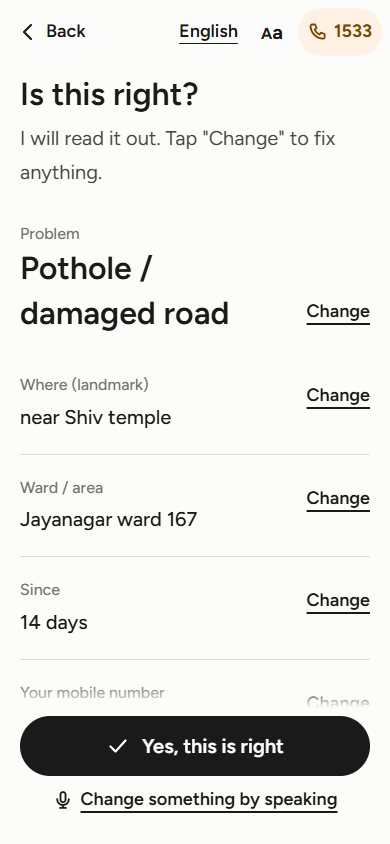 Back English Aa 1533
Is this right?
I will read it out. Tap "Change" to fix
anything.
Problem
Pothole /
damaged road Change
Where (landmark)
near Shiv temple Change
Ward / area
Jayanagar ward 167 Change
Since
14 days Change
Your mobile number
Change
Yes, this is right
Change something by speaking